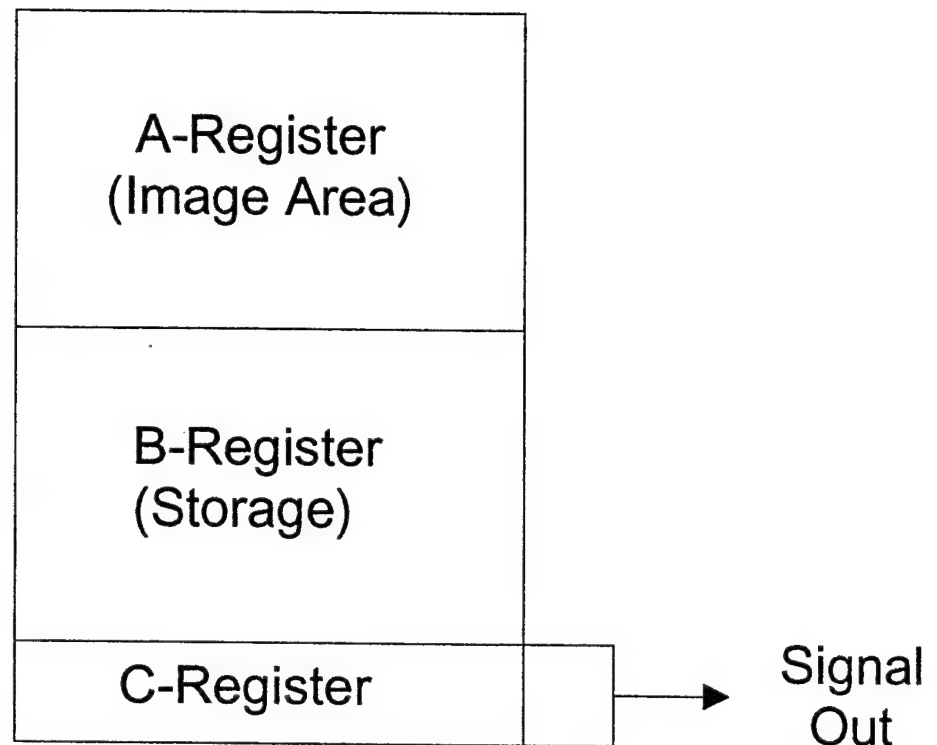 A-Register
(Image Area)
B-Register
(Storage)
C-Register
Signal
Out